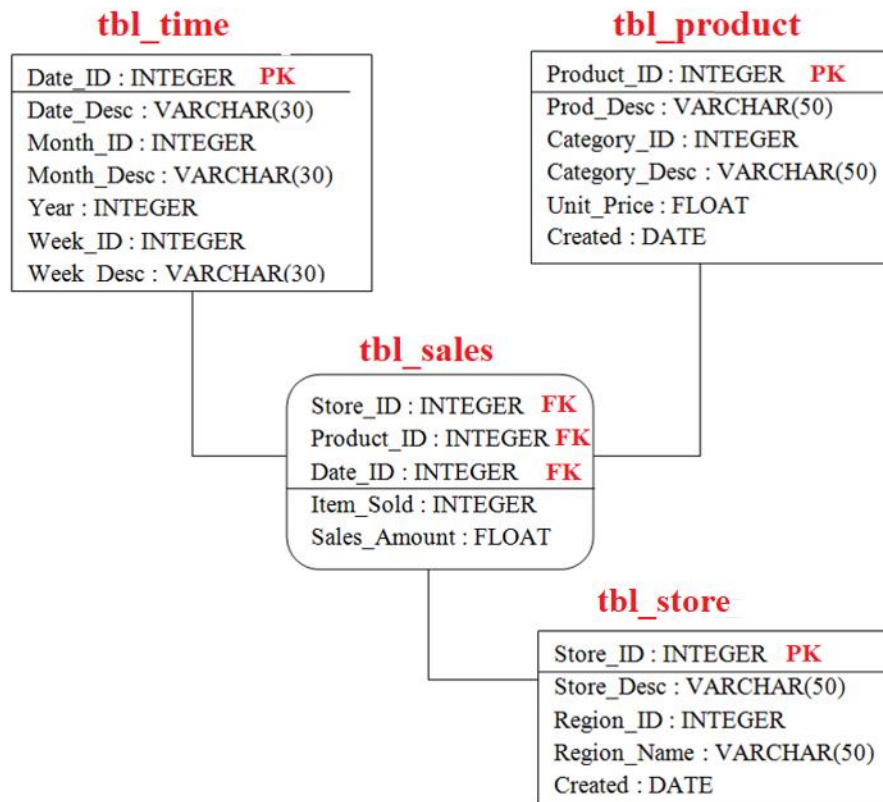 tbl_time
Date_ID : INTEGER PK
Date_Desc : VARCHAR(30)
Month_ID : INTEGER
Month_Desc : VARCHAR(30)
Year : INTEGER
Week_ID : INTEGER
Week_Desc : VARCHAR(30)
tbl_product
Product_ID : INTEGER PK
Prod_Desc : VARCHAR(50)
Category_ID : INTEGER
Category_Desc : VARCHAR(50)
Unit_Price : FLOAT
Created : DATE
tbl_sales
Store_ID : INTEGER FK
Product_ID : INTEGER FK
Date_ID : INTEGER FK
Item_Sold : INTEGER
Sales_Amount : FLOAT
tbl_store
Store_ID : INTEGER PK
Store_Desc : VARCHAR(50)
Region_ID : INTEGER
Region_Name : VARCHAR(50)
Created : DATE